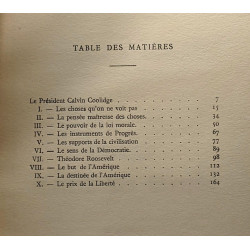 TABLE DES MATIÈRES
Le Président Calvin Coolidge . . . . . . . . 7
I. — Les choses qu'on ne voit pas . . . . . . 15
II. — La pensée maîtresse des choses. . . . . . 34
III. — Le pouvoir de la loi morale. . . . . . . 50
IV. — Les instruments de Progrès. . . . . . . 67
V. — Les supports de la civilisation . . . . . . 77
VI. — Le sens de la Démocratie. . . . . . . 89
VII. — Théodore Roosevelt . . . . . . . . 98
VIII. — Le but de l'Amérique . . . . . . . 112
IX. — La destinée de l'Amérique . . . . . . 132
X. — Le prix de la Liberté . . . . . . . 164